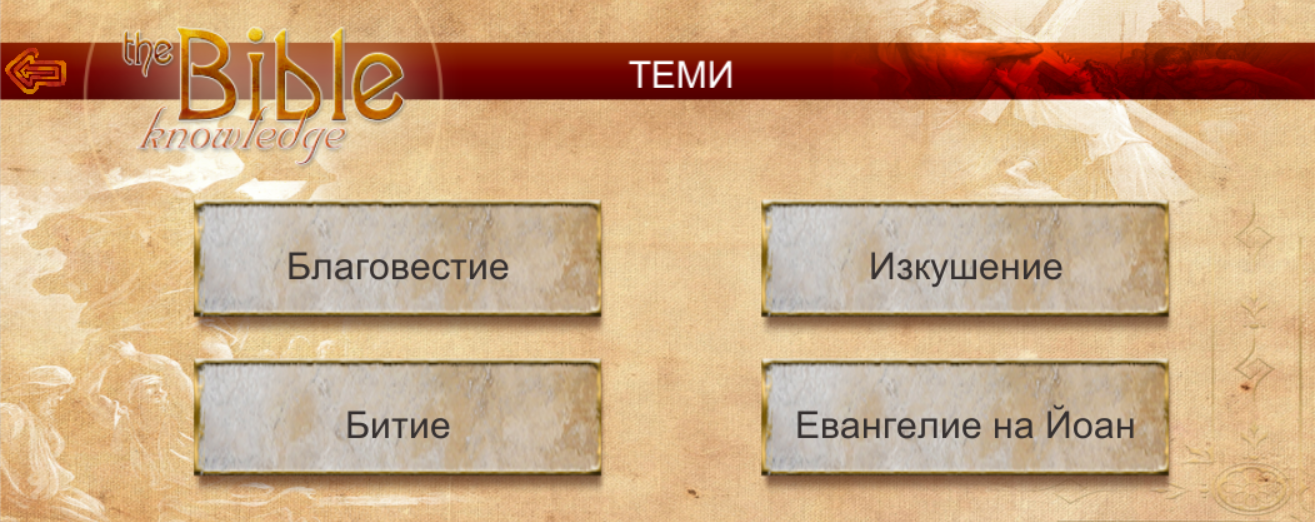 the Bible
knowledge
ТЕМИ
Благовестие
Изкушение
Битие
Евангелие на Йоан